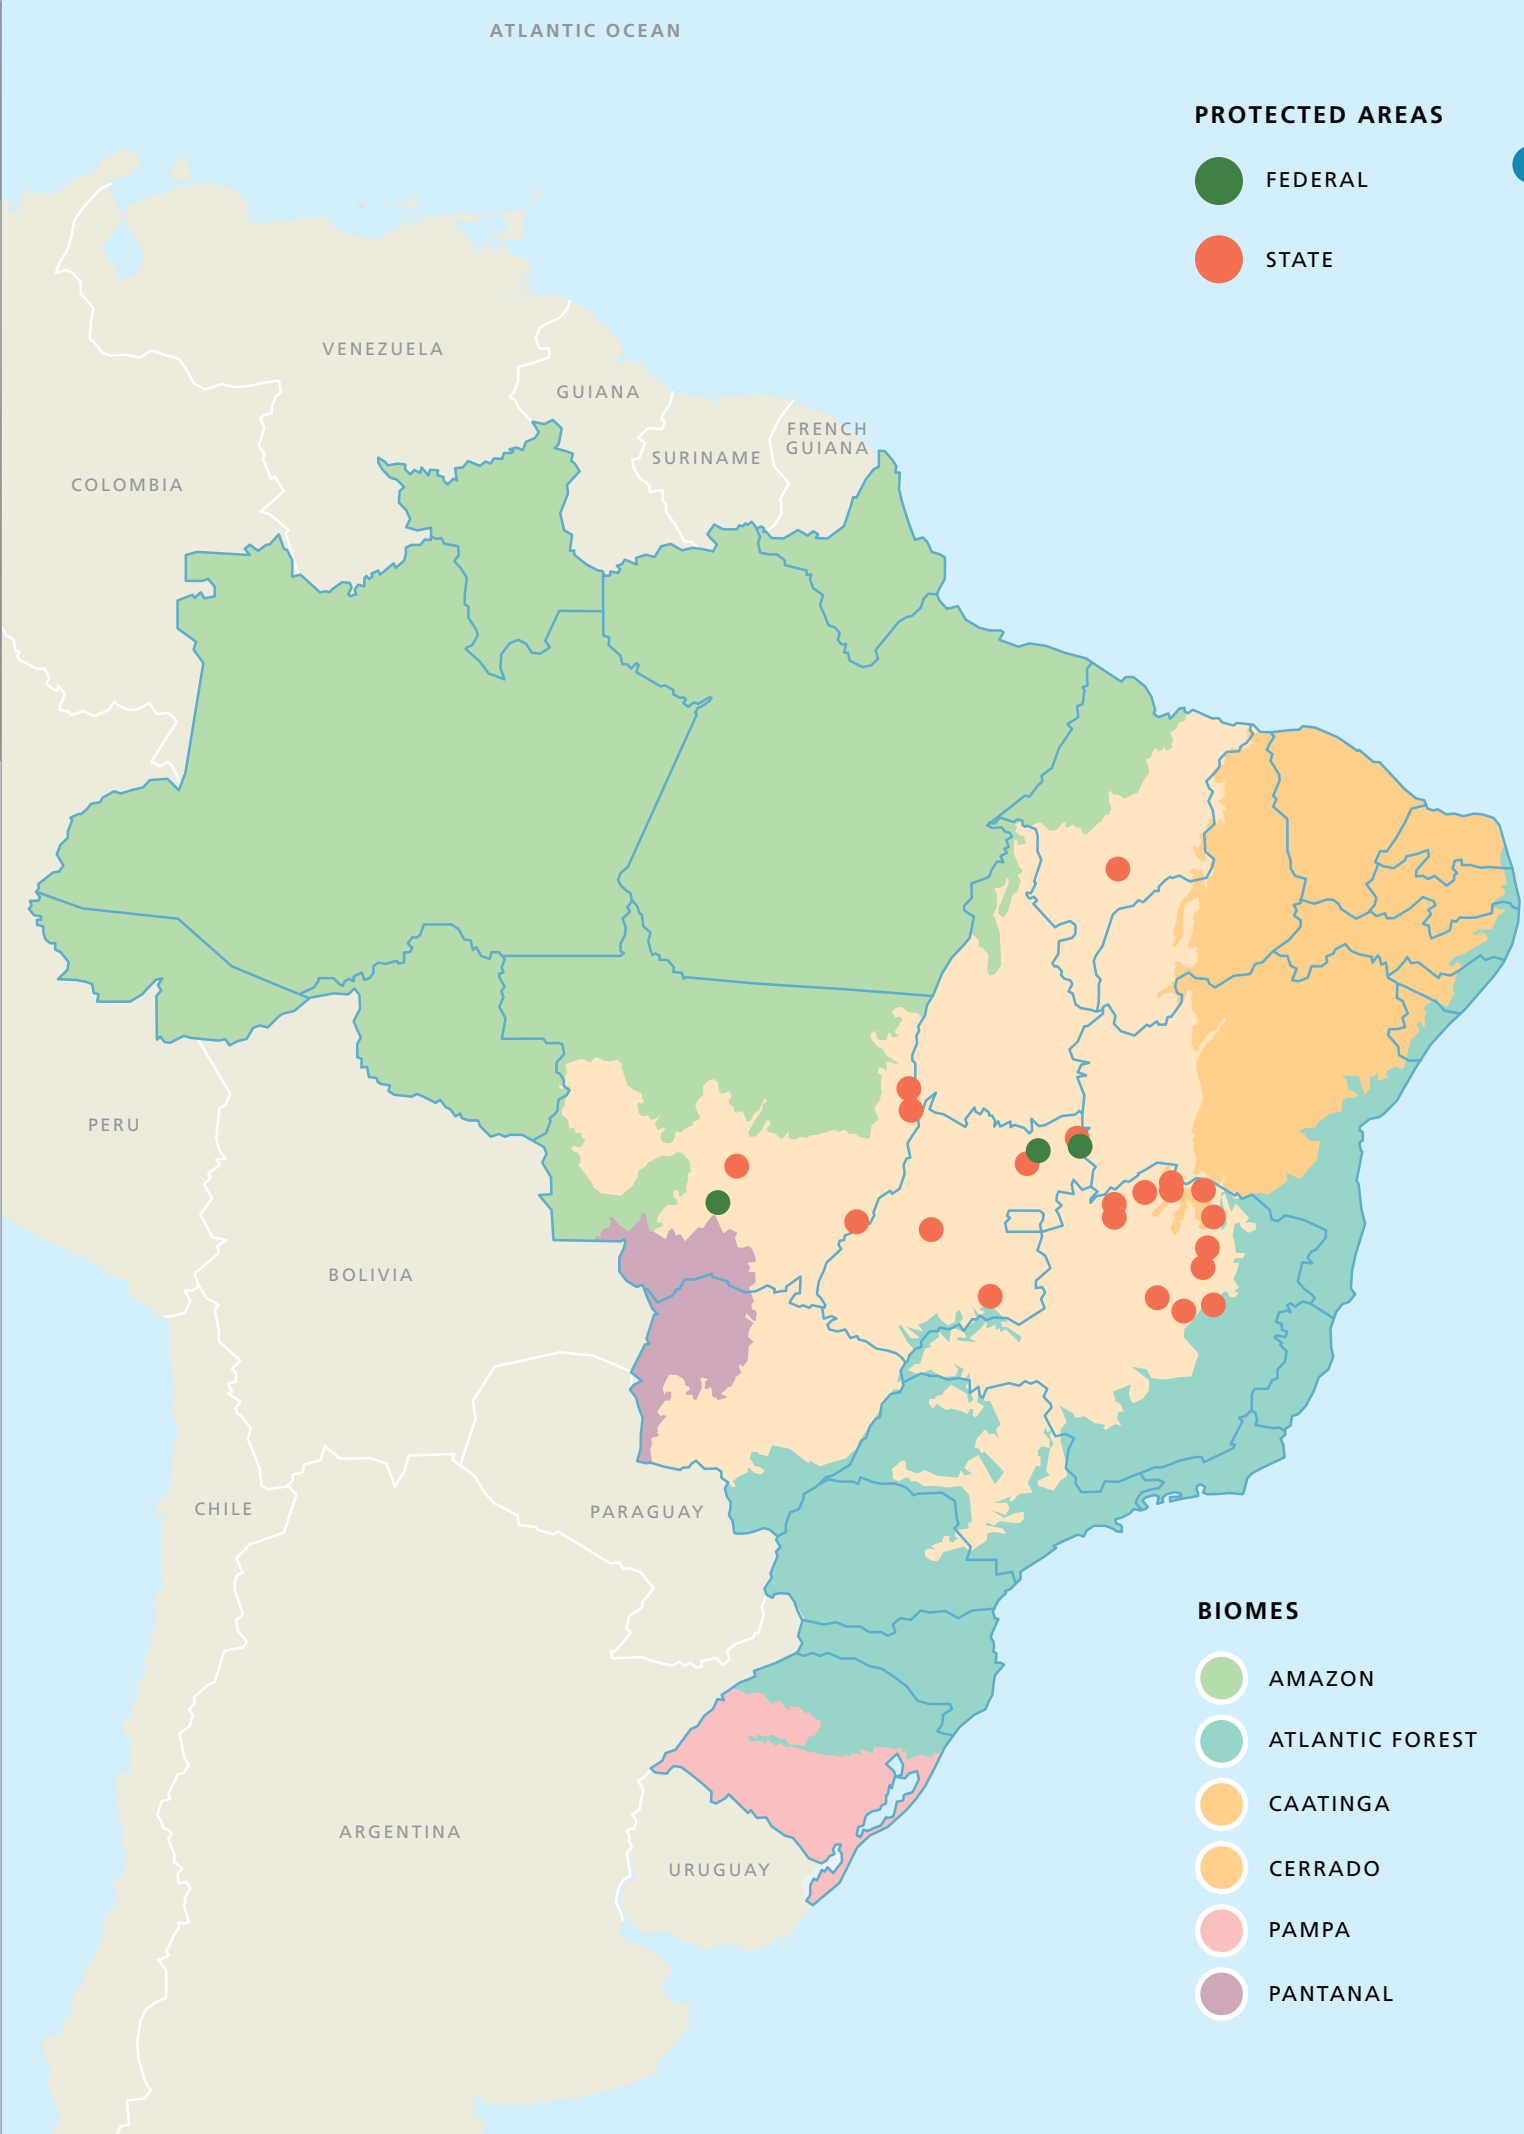 ATLANTIC OCEAN
PROTECTED AREAS
FEDERAL
STATE
VENEZUELA
GUIANA
FRENCH
GUIANA
SURINAME
COLOMBIA
PERU
BOLIVIA
CHILE
PARAGUAY
BIOMES
AMAZON
ATLANTIC FOREST
CAATINGA
ARGENTINA
CERRADO
URUGUAY
PAMPA
PANTANAL